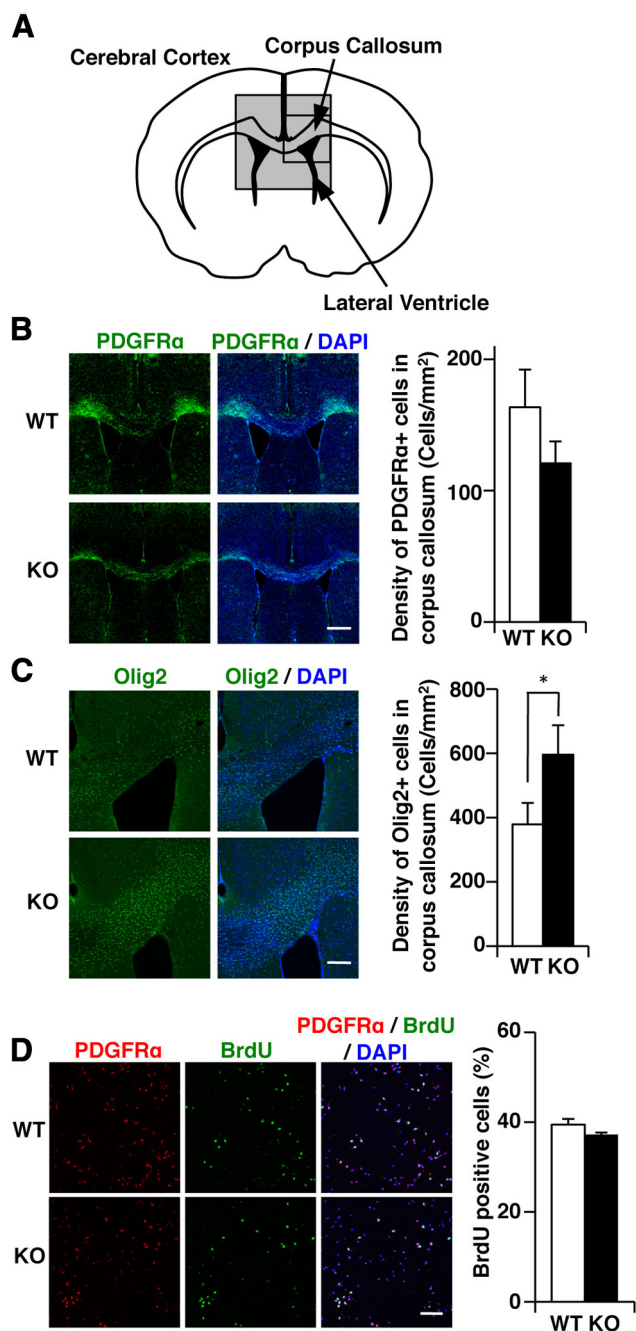 A
Cerebral Cortex
Corpus Callosum
Lateral Ventricle
B
PDGFRα
PDGFRα / DAPI
WT
KO
Density of PDGFRα+ cells in
corpus callosum (Cells/mm²)
200
100
0
WT KO
C
Olig2
Olig2 / DAPI
WT
KO
Density of Olig2+ cells in
corpus callosum (Cells/mm²)
800
600
400
200
0
*
WT KO
D
PDGFRα
BrdU
PDGFRα / BrdU
/ DAPI
WT
KO
BrdU positive cells (%)
60
40
20
0
WT KO